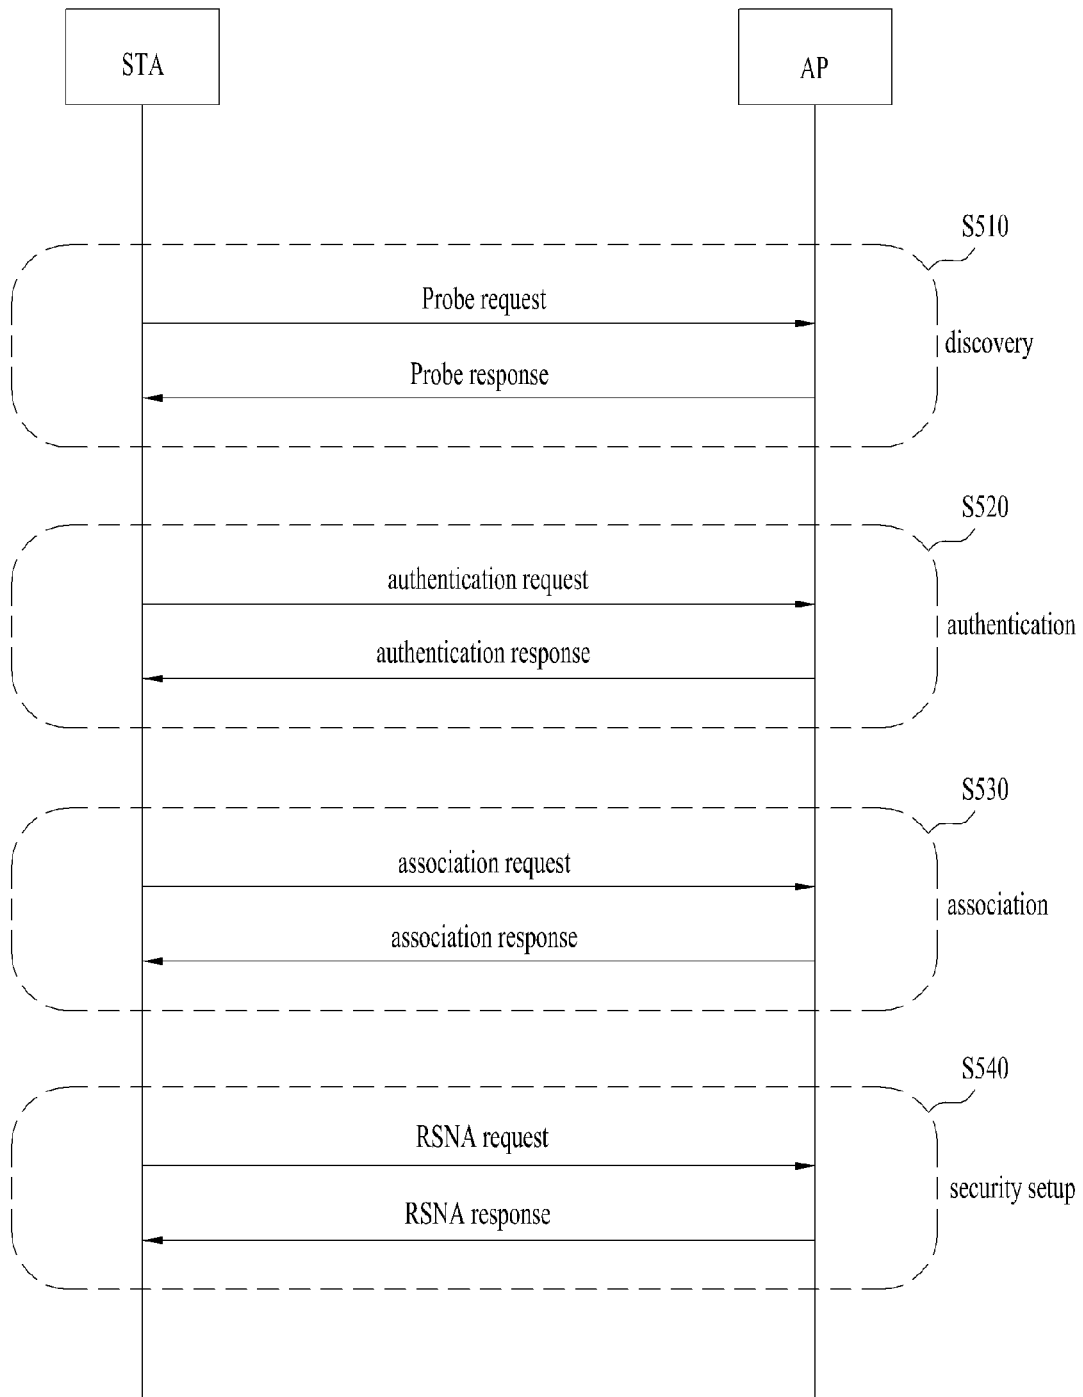 STA
AP
S510
Probe request
discovery
Probe response
S520
authentication request
authentication
authentication response
S530
association request
association
association response
S540
RSNA request
security setup
RSNA response